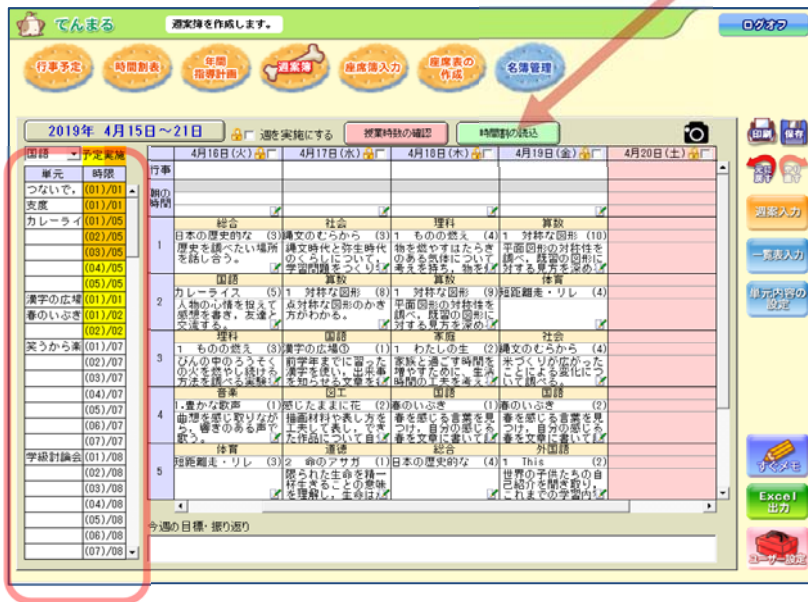 てんまる
週案簿を作成します。
ログオフ
行事予定
時間割表
年間
指導計画
週案簿
座席簿入力
座席表の
作成
名簿管理
2019年 4月15日～21日
週を実施にする
授業時数の確認
時間割の読込
印刷
保存
国語
予定実施
4月16日(火)
4月17日(水)
4月18日(木)
4月19日(金)
4月20日(土)
単元
時限
つないで,
(01)/01
支度
(01)/01
カレーライ
(01)/05
(02)/05
(03)/05
(04)/05
(05)/05
漢字の広場
(01)/01
春のいぶき
(01)/02
(02)/02
笑うから楽
(01)/07
(02)/07
(03)/07
(04)/07
(05)/07
(06)/07
(07)/07
学級討論会
(01)/08
(02)/08
(03)/08
(04)/08
(05)/08
(06)/08
(07)/08
行事
朝の
時間
1
総合
日本の歴史的な (3)
歴史を調べたい場所
を話し合う。
社会
縄文のむらから (3)
縄文時代と弥生時代
のくらしについて,
学習問題をつくり
理科
1 ものの燃え (4)
物を燃やすはたらき
のある気体について
考えを持ち, 物を
算数
1 対称な図形 (10)
平面図形の対称性を
調べ, 既習の図形に
対する見方を深め
2
国語
カレーライス (5)
人物の心情を捉えて
感想を書き, 友達と
交流する。
算数
1 対称な図形 (8)
点対称な図形のかき
方がわかる。
算数
1 対称な図形 (9)
平面図形の対称性を
調べ, 既習の図形に
対する見方を深め
体育
短距離走・リレ (4)
3
理科
1 ものの燃え (3)
びんの中のろうそく
の火を燃やし続ける
方法を調べる実験
国語
漢字の広場① (1)
前学年までに習った
漢字を使い, 出来事
を知らせる文章を
家庭
1 わたしの生 (2)
家族と過ごす時間を
増やすために, 生活
時間の工夫を考え
社会
縄文のむらから (4)
米づくりが広がった
ことによる変化につ
いて調べる。
4
音楽
1.豊かな歌声 (1)
曲想を感じ取りなが
ら, 響きのある声で
歌う。
図工
感じたままに花 (2)
描画材料や表し方を
工夫して表し, でき
た作品について自分
国語
春のいぶき (1)
春を感じる言葉を見
つけ, 自分の感じる
春を文章に書いて
国語
春のいぶき (2)
春を感じる言葉を見
つけ, 自分の感じる
春を文章に書いて
5
体育
短距離走・リレ (3)
道徳
2 命のアサガ (1)
限られた生命を精一
杯生きることの意味
を理解し, 生命は
総合
日本の歴史的な (4)
外国語
1 This (2)
世界の子供たちの自
己紹介を聞き取り,
これまでの学習内
今週の目標・振り返り
週案入力
一覧表入力
単元内容の
設定
すぐメモ
Excel
出力
ユーザー設定